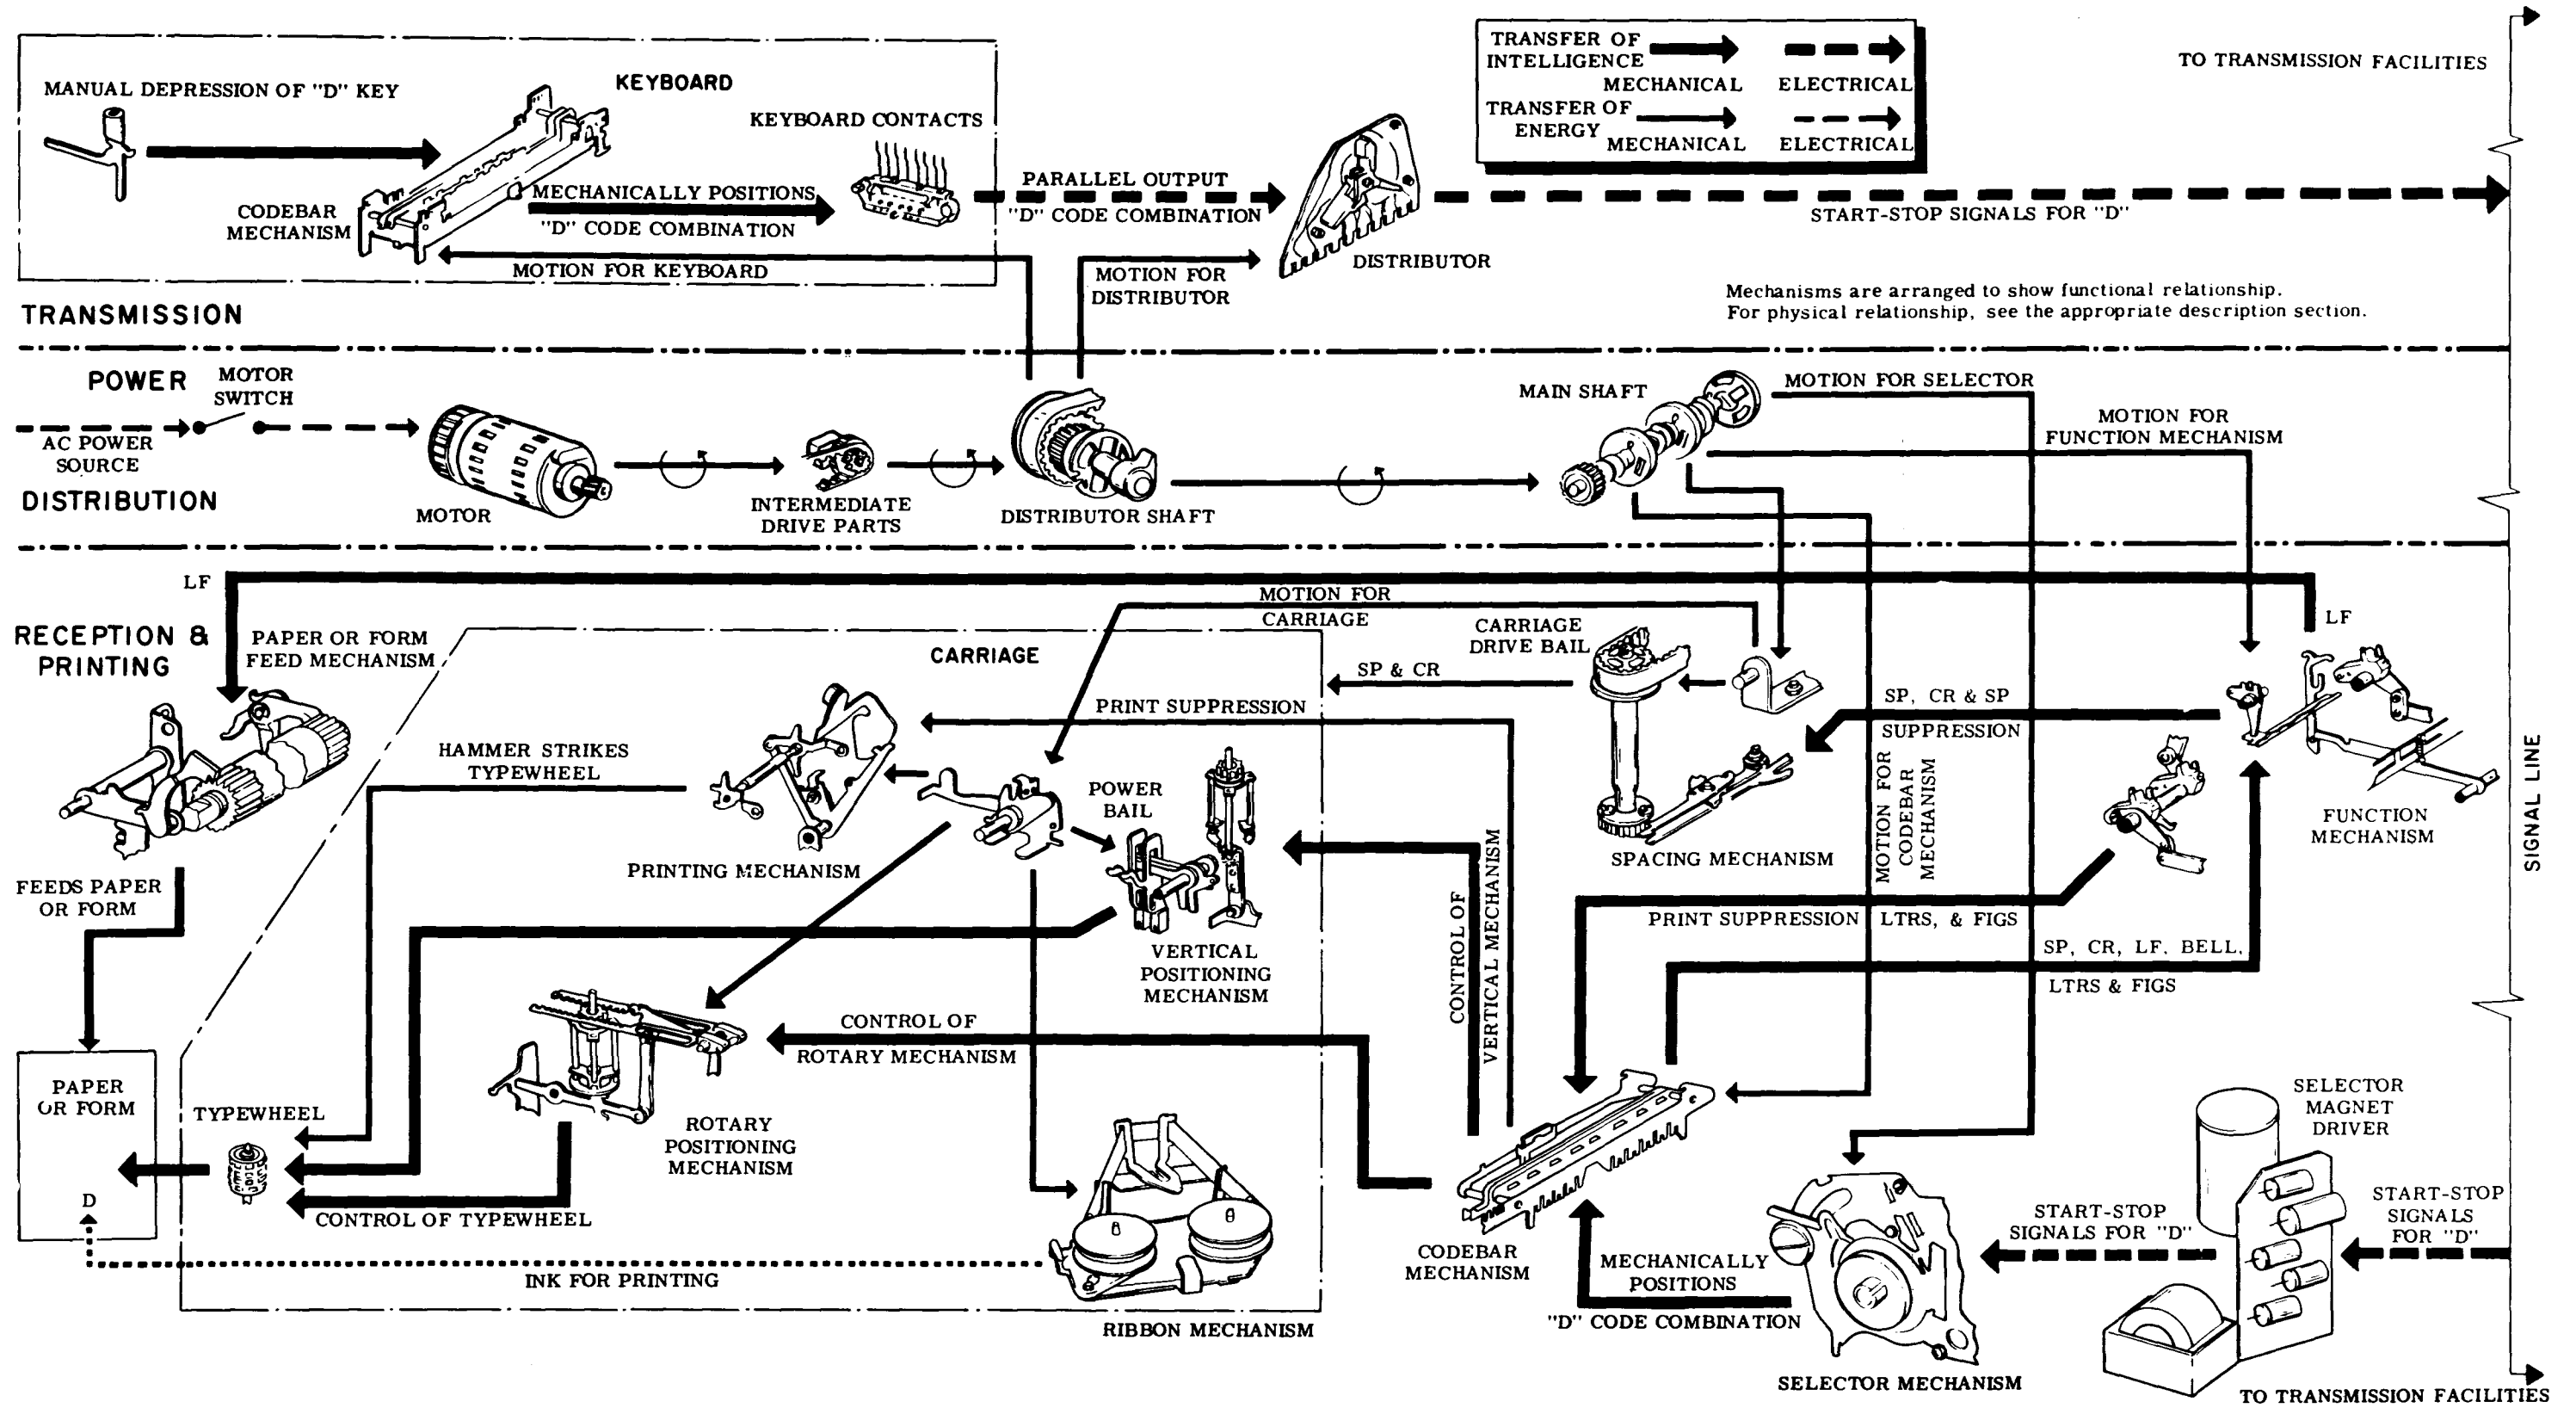 TRANSFER OF
INTELLIGENCE
MECHANICAL
ELECTRICAL
TRANSFER OF
ENERGY
MECHANICAL
ELECTRICAL
TO TRANSMISSION FACILITIES
KEYBOARD
MANUAL DEPRESSION OF "D" KEY
KEYBOARD CONTACTS
CODEBAR
MECHANISM
MECHANICALLY POSITIONS
"D" CODE COMBINATION
PARALLEL OUTPUT
"D" CODE COMBINATION
START-STOP SIGNALS FOR "D"
MOTION FOR KEYBOARD
MOTION FOR
DISTRIBUTOR
DISTRIBUTOR
Mechanisms are arranged to show functional relationship.
For physical relationship, see the appropriate description section.
TRANSMISSION
POWER
MOTOR
SWITCH
AC POWER
SOURCE
DISTRIBUTION
MOTOR
INTERMEDIATE
DRIVE PARTS
DISTRIBUTOR SHAFT
MAIN SHAFT
MOTION FOR SELECTOR
MOTION FOR
FUNCTION MECHANISM
LF
RECEPTION &
PRINTING
PAPER OR FORM
FEED MECHANISM
CARRIAGE
MOTION FOR
CARRIAGE
CARRIAGE
DRIVE BAIL
LF
SP & CR
PRINT SUPPRESSION
SP, CR & SP
SUPPRESSION
HAMMER STRIKES
TYPEWHEEL
POWER
BAIL
PRINTING MECHANISM
SPACING MECHANISM
MOTION FOR
CODEBAR
MECHANISM
FUNCTION
MECHANISM
SIGNAL LINE
FEEDS PAPER
OR FORM
VERTICAL
POSITIONING
MECHANISM
CONTROL OF
VERTICAL MECHANISM
PRINT SUPPRESSION LTRS, & FIGS
SP, CR, LF, BELL,
LTRS & FIGS
CONTROL OF
ROTARY MECHANISM
PAPER
OR FORM
D
TYPEWHEEL
ROTARY
POSITIONING
MECHANISM
CONTROL OF TYPEWHEEL
INK FOR PRINTING
RIBBON MECHANISM
CODEBAR
MECHANISM
MECHANICALLY
POSITIONS
"D" CODE COMBINATION
SELECTOR MECHANISM
SELECTOR
MAGNET
DRIVER
START-STOP
SIGNALS FOR "D"
START-STOP
SIGNALS
FOR "D"
TO TRANSMISSION FACILITIES